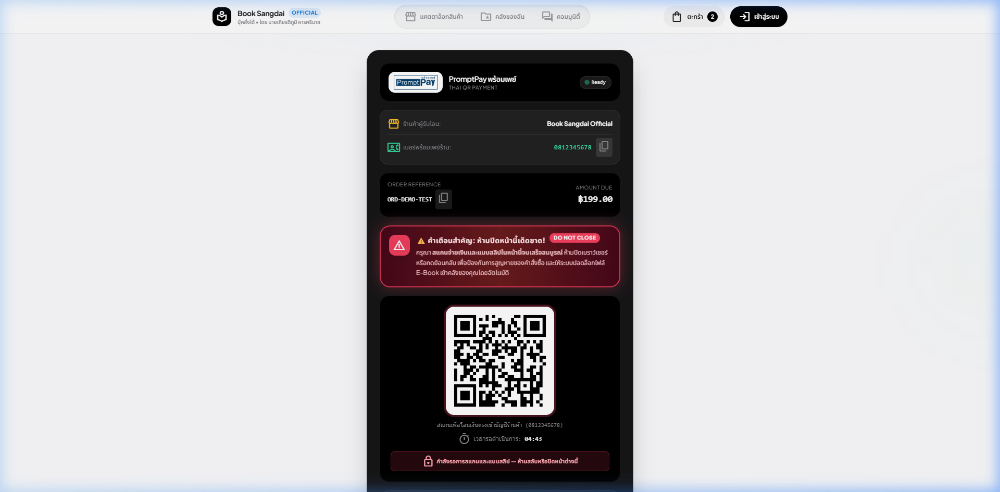 Book Sangdai OFFICIAL
บุ๊คสั่งได้ • โดย นายเกียรติภูมิ หารศรีนาถ
แคตตาล็อกสินค้า
คลังของฉัน
คอมมูนิตี้
ตะกร้า 2
เข้าสู่ระบบ
พร้อมเพย์
PromptPay
PromptPay พร้อมเพย์
THAI QR PAYMENT
Ready
ร้านค้าผู้รับโอน: Book Sangdai Official
เบอร์พร้อมเพย์ร้าน: 0812345678
ORDER REFERENCE
ORD-DEMO-TEST
AMOUNT DUE
฿199.00
คำเตือนสำคัญ: ห้ามปิดหน้านี้เด็ดขาด! DO NOT CLOSE
กรุณา สแกนจ่ายเงินและแนบสลิปในหน้านี้จนเสร็จสมบูรณ์ ห้ามปิดเบราว์เซอร์
หรือกดย้อนกลับ เพื่อป้องกันการสูญหายของคำสั่งซื้อ และให้ระบบปลดล็อกไฟล์
E-Book เข้าคลังของคุณโดยอัตโนมัติ
สแกนเพื่อโอนเงินตรงเข้าบัญชีร้านค้า (0812345678)
เวลารอดำเนินการ: 04:43
กำลังรอการสแกนและแนบสลิป — ห้ามสลับหรือปิดหน้าต่างนี้